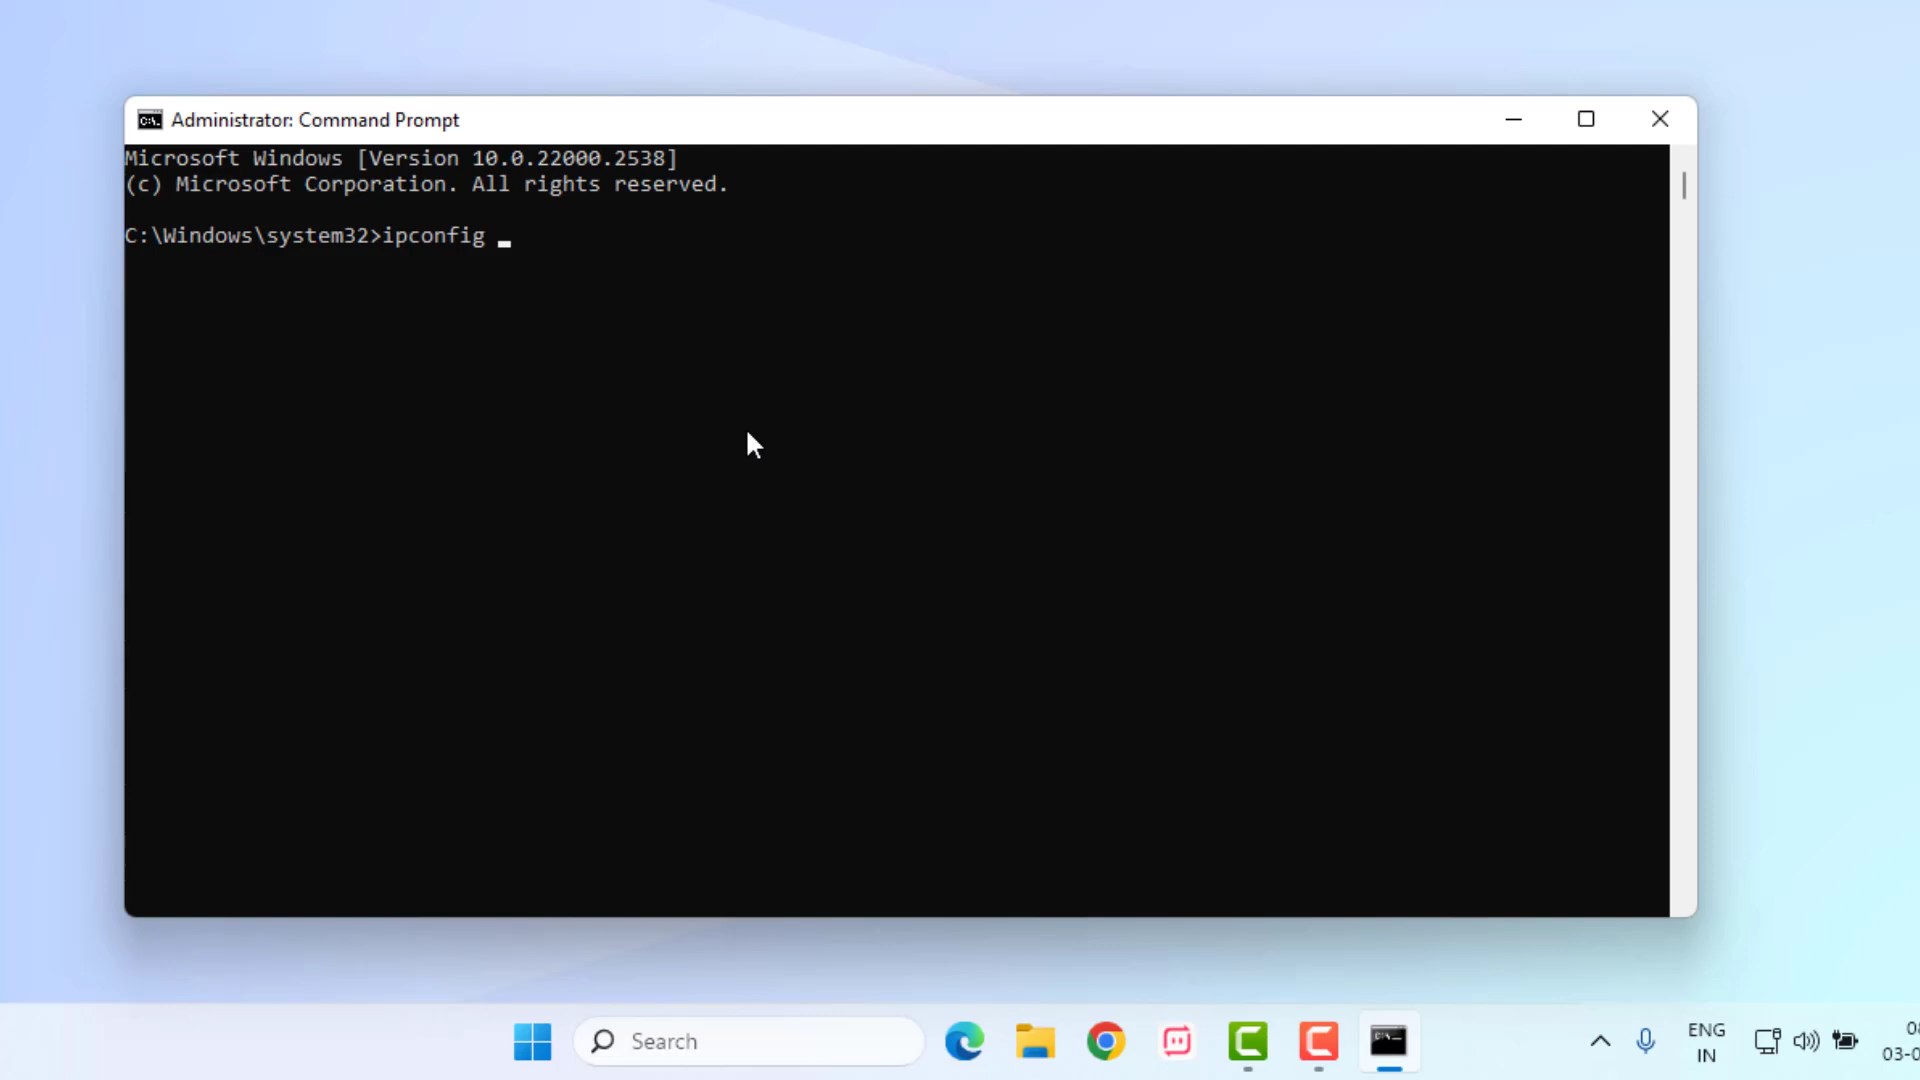 Administrator: Command Prompt
Microsoft Windows [Version 10.0.22000.2538]
(c) Microsoft Corporation. All rights reserved.
C:\Windows\system32>ipconfig _
Search
ENG
IN